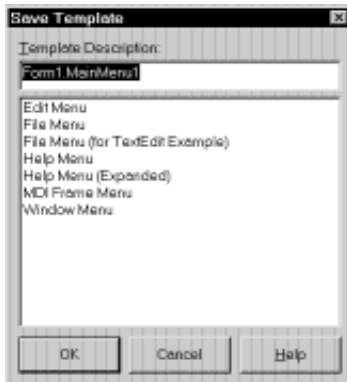 Save Template
Template Description:
Form1.MainMenu1
Edit Menu
File Menu
File Menu (for TextEdit Example)
Help Menu
Help Menu (Expanded)
MDI Frame Menu
Window Menu
OK Cancel Help